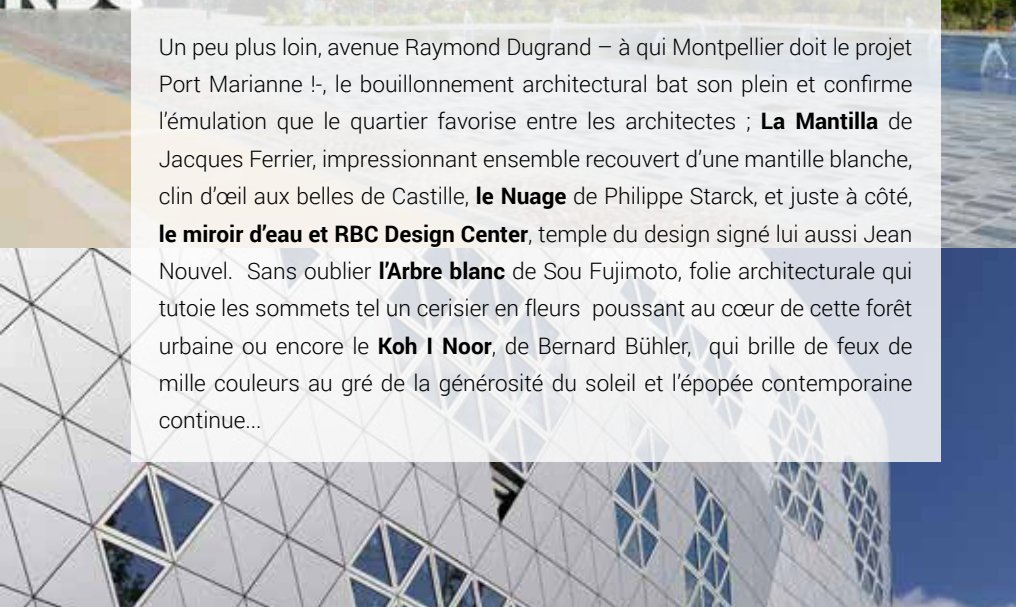 Un peu plus loin, avenue Raymond Dugrand – à qui Montpellier doit le projet
Port Marianne !-, le bouillonnement architectural bat son plein et confirme
l'émulation que le quartier favorise entre les architectes ; La Mantilla de
Jacques Ferrier, impressionnant ensemble recouvert d'une mantille blanche,
clin d'œil aux belles de Castille, le Nuage de Philippe Starck, et juste à côté,
le miroir d'eau et RBC Design Center, temple du design signé lui aussi Jean
Nouvel.  Sans oublier l'Arbre blanc de Sou Fujimoto, folie architecturale qui
tutoie les sommets tel un cerisier en fleurs  poussant au cœur de cette forêt
urbaine ou encore le Koh I Noor, de Bernard Bühler,  qui brille de feux de
mille couleurs au gré de la générosité du soleil et l'épopée contemporaine
continue...